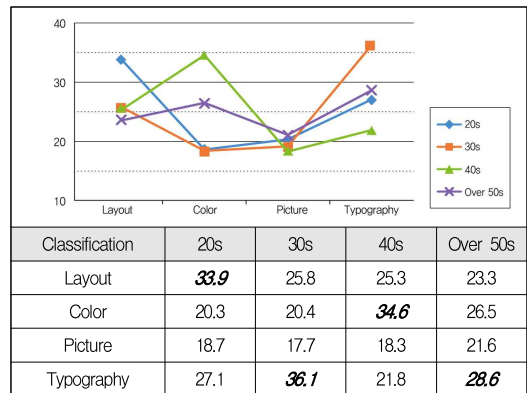 40
30
20
10
Layout Color Picture Typography
20s
30s
40s
Over 50s
Classification 20s 30s 40s Over 50s
Layout 33.9 25.8 25.3 23.3
Color 20.3 20.4 34.6 26.5
Picture 18.7 17.7 18.3 21.6
Typography 27.1 36.1 21.8 28.6